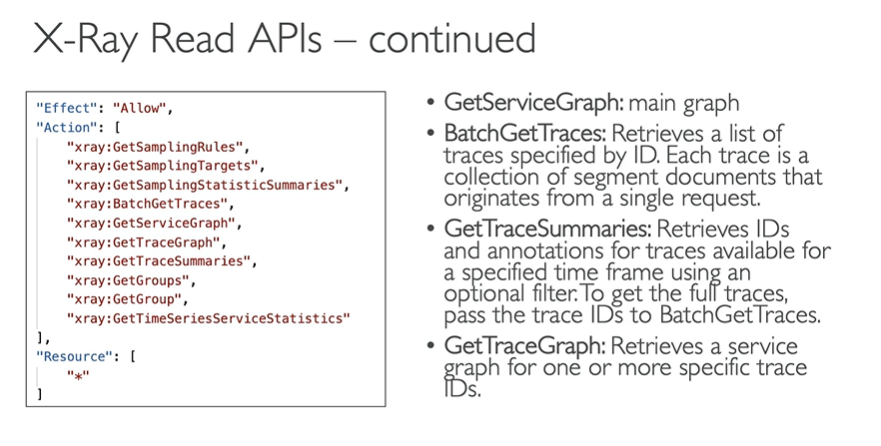 X-Ray Read APIs – continued
"Effect": "Allow",
"Action": [
"xray:GetSamplingRules",
"xray:GetSamplingTargets",
"xray:GetSamplingStatisticSummaries",
"xray:BatchGetTraces",
"xray:GetServiceGraph",
"xray:GetTraceGraph",
"xray:GetTraceSummaries",
"xray:GetGroups",
"xray:GetGroup",
"xray:GetTimeSeriesServiceStatistics"
],
"Resource": [
"*"
]
• GetServiceGraph: main graph
• BatchGetTraces: Retrieves a list of
traces specified by ID. Each trace is a
collection of segment documents that
originates from a single request.
• GetTraceSummaries: Retrieves IDs
and annotations for traces available for
a specified time frame using an
optional filter. To get the full traces,
pass the trace IDs to BatchGetTraces.
• GetTraceGraph: Retrieves a service
graph for one or more specific trace
IDs.